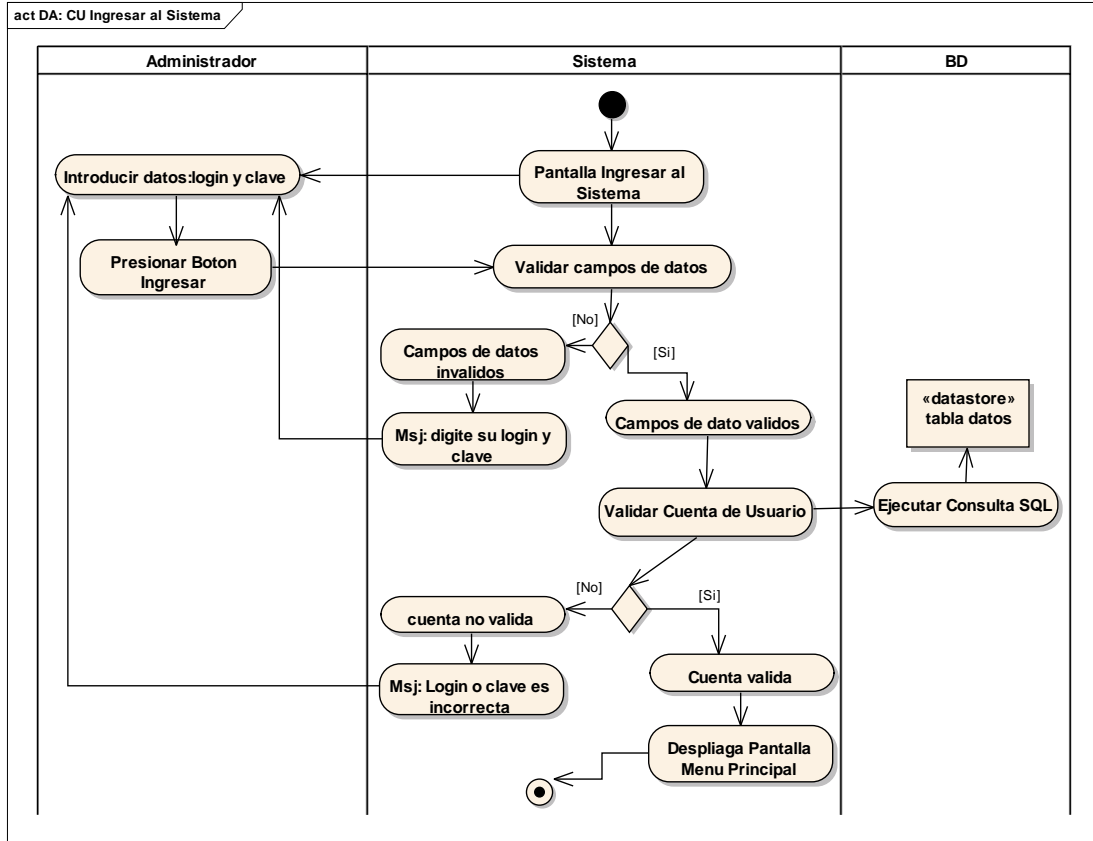 act DA: CU Ingresar al Sistema
Administrador
Sistema
BD
Pantalla Ingresar al
Sistema
Introducir datos:login y clave
Presionar Boton
Ingresar
Validar campos de datos
[No]
[Si]
Campos de datos
invalidos
Campos de dato validos
Msj: digite su login y
clave
«datastore»
tabla datos
Validar Cuenta de Usuario
Ejecutar Consulta SQL
[No]
[Si]
cuenta no valida
Cuenta valida
Msj: Login o clave es
incorrecta
Despliaga Pantalla
Menu Principal